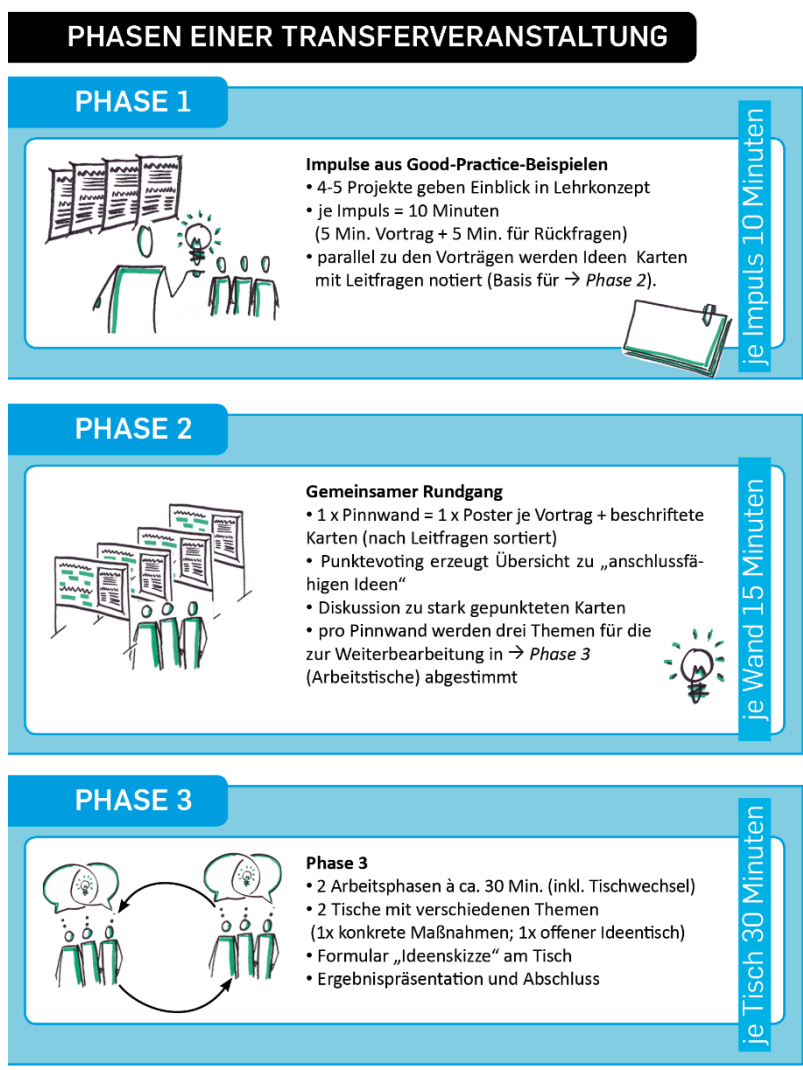 PHASEN EINER TRANSFERVERANSTALTUNG
PHASE 1
Impulse aus Good-Practice-Beispielen
• 4-5 Projekte geben Einblick in Lehrkonzept
• je Impuls = 10 Minuten
(5 Min. Vortrag + 5 Min. für Rückfragen)
• parallel zu den Vorträgen werden Ideen Karten
mit Leitfragen notiert (Basis für → Phase 2).
je Impuls 10 Minuten
PHASE 2
Gemeinsamer Rundgang
• 1 x Pinnwand = 1 x Poster je Vortrag + beschriftete
Karten (nach Leitfragen sortiert)
• Punktevoting erzeugt Übersicht zu „anschlussfä-
higen Ideen“
• Diskussion zu stark gepunkteten Karten
• pro Pinnwand werden drei Themen für die
zur Weiterbearbeitung in → Phase 3
(Arbeitstische) abgestimmt
je Wand 15 Minuten
PHASE 3
Phase 3
• 2 Arbeitsphasen à ca. 30 Min. (inkl. Tischwechsel)
• 2 Tische mit verschiedenen Themen
(1x konkrete Maßnahmen; 1x offener Ideentisch)
• Formular „Ideenskizze“ am Tisch
• Ergebnispräsentation und Abschluss
je Tisch 30 Minuten